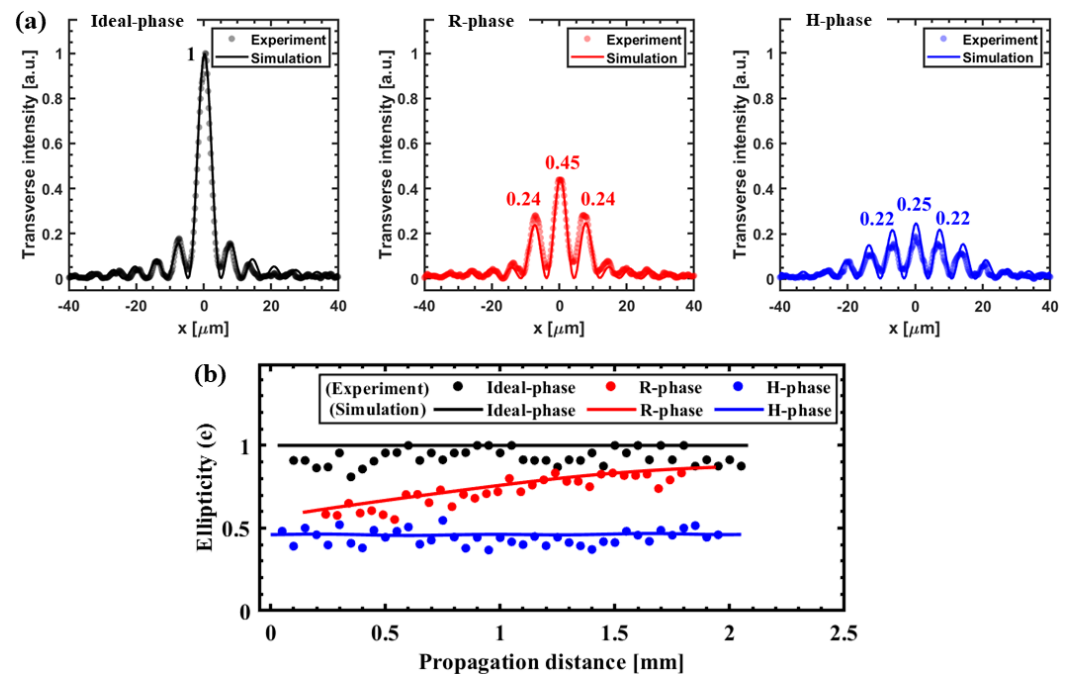 (a) Ideal-phase R-phase H-phase
Experiment
Simulation
1
Transverse intensity [a.u.]
1
0.8
0.6
0.4
0.2
0
-40 -20 0 20 40
x [μm]
Experiment
Simulation
0.45
0.24 0.24
Transverse intensity [a.u.]
1
0.8
0.6
0.4
0.2
0
-40 -20 0 20 40
x [μm]
Experiment
Simulation
0.25
0.22 0.22
Transverse intensity [a.u.]
1
0.8
0.6
0.4
0.2
0
-40 -20 0 20 40
x [μm]
(b)
(Experiment) Ideal-phase R-phase H-phase
(Simulation) Ideal-phase R-phase H-phase
Ellipticity (e)
1
0.5
0
0 0.5 1 1.5 2 2.5
Propagation distance [mm]